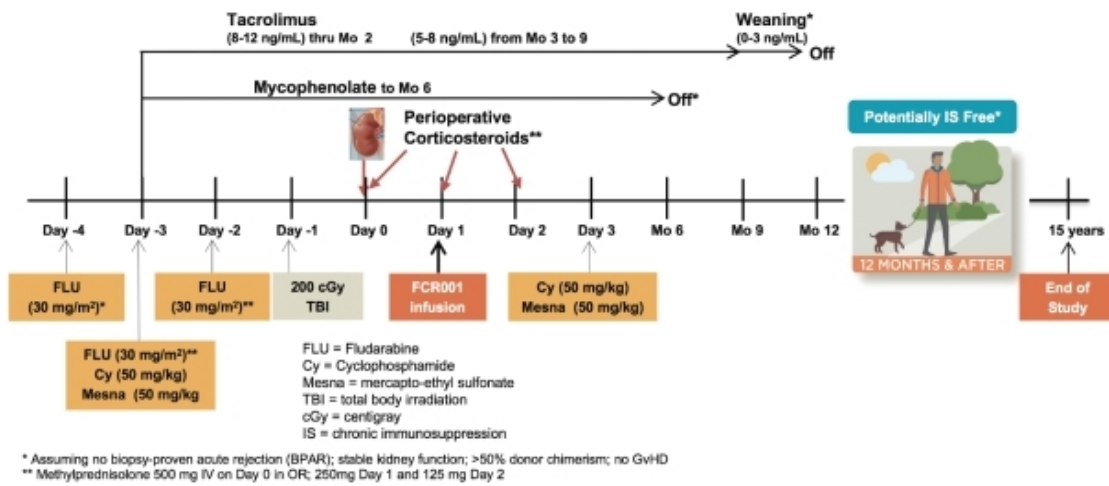 Tacrolimus
(8-12 ng/mL) thru Mo 2
(5-8 ng/mL) from Mo 3 to 9
Weaning*
(0-3 ng/mL)
Off
Mycophenolate to Mo 6
Off*
Perioperative
Corticosteroids**
Potentially IS Free*
12 MONTHS & AFTER
Day -4
Day -3
Day -2
Day -1
Day 0
Day 1
Day 2
Day 3
Mo 6
Mo 9
Mo 12
15 years
FLU
(30 mg/m²)*
FLU
(30 mg/m²)**
200 cGy
TBI
FCR001
infusion
Cy (50 mg/kg)
Mesna (50 mg/kg)
End of
Study
FLU (30 mg/m²)**
Cy (50 mg/kg)
Mesna (50 mg/kg
FLU = Fludarabine
Cy = Cyclophosphamide
Mesna = mercapto-ethyl sulfonate
TBI = total body irradiation
cGy = centigray
IS = chronic immunosuppression
* Assuming no biopsy-proven acute rejection (BPAR); stable kidney function; >50% donor chimerism; no GvHD
** Methylprednisolone 500 mg IV on Day 0 in OR; 250mg Day 1 and 125 mg Day 2